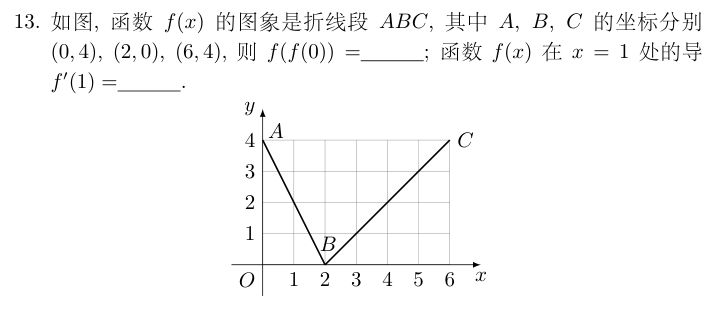 13. 如图, 函数 f(x) 的图象是折线段 ABC, 其中 A, B, C 的坐标分别
(0,4), (2,0), (6,4), 则 f(f(0)) =______; 函数 f(x) 在 x = 1 处的导
f′(1) =______.
y
A
C
4
3
2
1
B
O 1 2 3 4 5 6 x